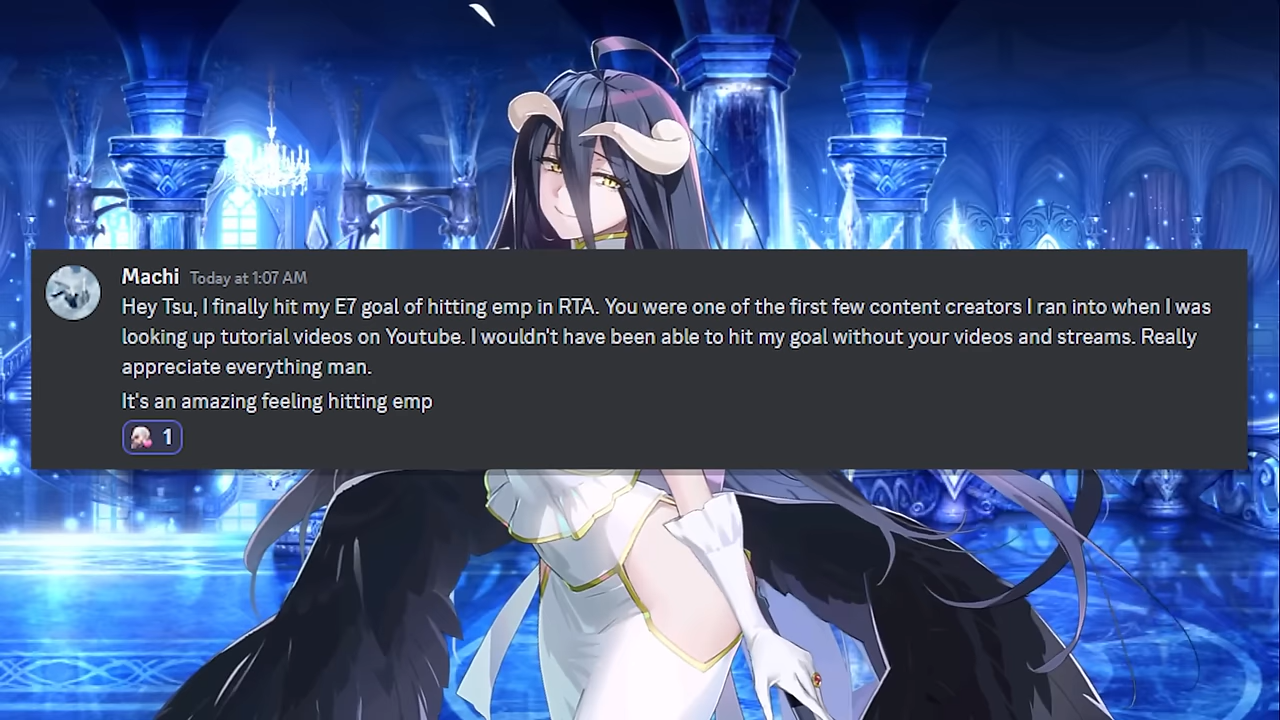 Machi Today at 1:07 AM
Hey Tsu, I finally hit my E7 goal of hitting emp in RTA. You were one of the first few content creators I ran into when I was
looking up tutorial videos on Youtube. I wouldn't have been able to hit my goal without your videos and streams. Really
appreciate everything man.
It's an amazing feeling hitting emp
1